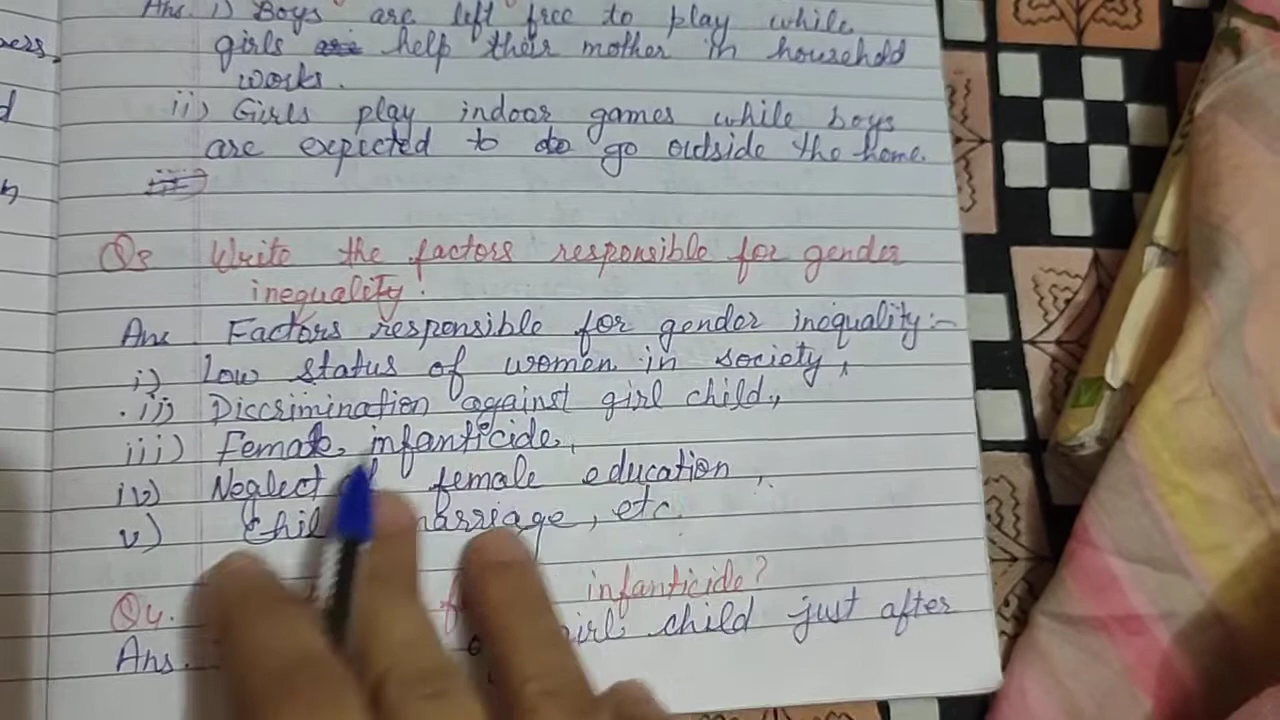 ers,
d
Ans. i) Boys are left free to play while
girls help their mother in household
works.
ii) Girls play indoor games while boys
are expected to go outside the home.
Q3 Write the factors responsible for gender
inequality.
Ans Factors responsible for gender inequality:-
i) Low status of women in society,
ii) Discrimination against girl child,
iii) Female infanticide,
iv) Neglect of female education,
v) Child marriage, etc.
Q4. infanticide?
Ans. girl child just after